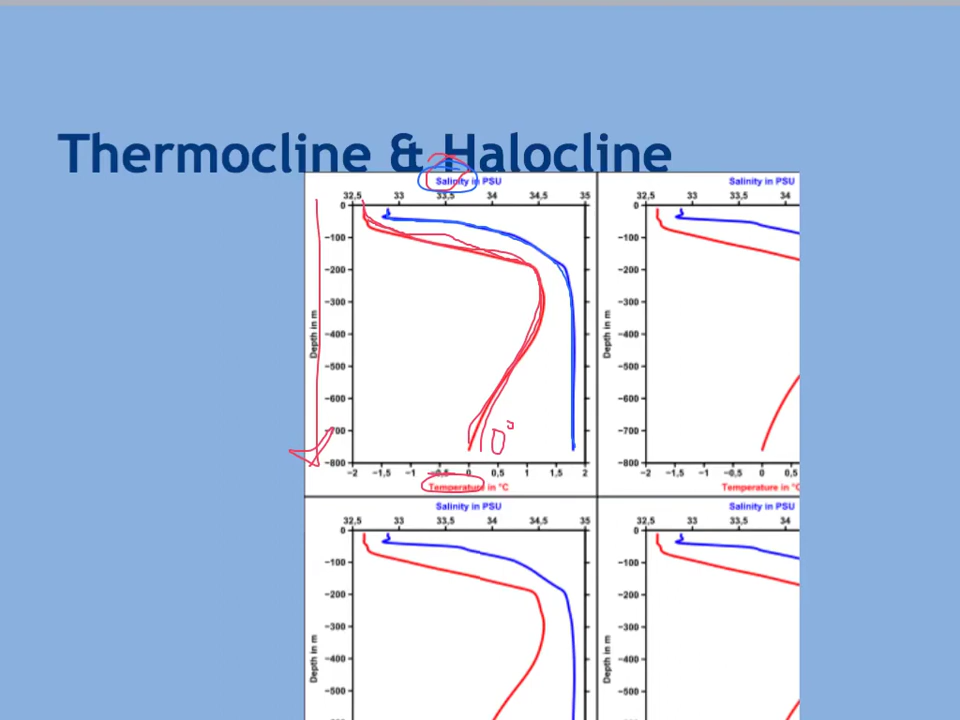 Thermocline & Halocline
Salinity in PSU
32,5 33 33,5 34 34,5 35
0
−100
−200
−300
−400
−500
−600
−700
−800
Depth in m
−2 −1,5 −1 −0,5 0 0,5 1 1,5 2
Temperature in °C
0°
Salinity in PSU
32,5 33 33,5 34
0
−100
−200
−300
−400
−500
−600
−700
−800
Depth in m
−2 −1,5 −1 −0,5 0 0,5
Temperature in °C
Salinity in PSU
32,5 33 33,5 34 34,5 35
0
−100
−200
−300
−400
−500
Depth in m
Salinity in PSU
32,5 33 33,5 34
0
−100
−200
−300
−400
−500
Depth in m